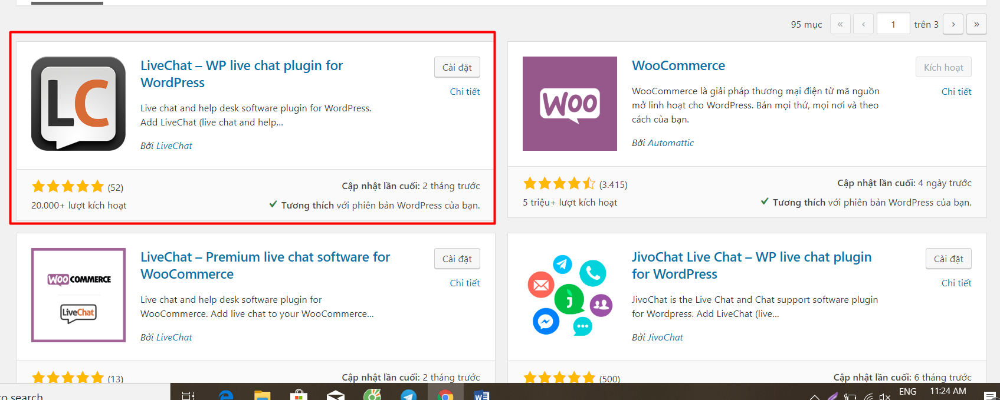 95 mục « ‹ 1 trên 3 › »
LC
LiveChat – WP live chat plugin for
WordPress
Cài đặt
Chi tiết
Live chat and help desk software plugin for WordPress.
Add LiveChat (live chat and help...
Bởi LiveChat
(52)
Cập nhật lần cuối: 2 tháng trước
20.000+ lượt kích hoạt
Tương thích với phiên bản WordPress của bạn.
WOO
WooCommerce
Kích hoạt
Chi tiết
WooCommerce là giải pháp thương mại điện tử mã nguồn
mở linh hoạt cho WordPress. Bán mọi thứ, mọi nơi và theo
cách của bạn.
Bởi Automattic
(3.415)
Cập nhật lần cuối: 4 ngày trước
5 triệu+ lượt kích hoạt
Tương thích với phiên bản WordPress của bạn.
WOO COMMERCE
LiveChat
LiveChat – Premium live chat software for
WooCommerce
Cài đặt
Chi tiết
Live chat and help desk software plugin for
WooCommerce. Add live chat to your WooCommerce...
Bởi LiveChat
(13)
Cập nhật lần cuối: 2 tháng trước
JivoChat Live Chat – WP live chat plugin
for WordPress
Cài đặt
Chi tiết
JivoChat is the Live Chat and Chat support software plugin
for Wordpress. Add LiveChat (live...
Bởi JivoChat
(500)
Cập nhật lần cuối: 6 tháng trước
to search
ENG
11:24 AM